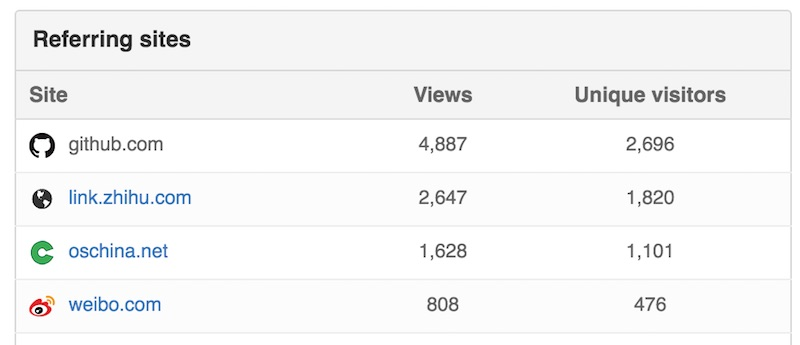 Referring sites
Site Views Unique visitors
github.com 4,887 2,696
link.zhihu.com 2,647 1,820
oschina.net 1,628 1,101
weibo.com 808 476